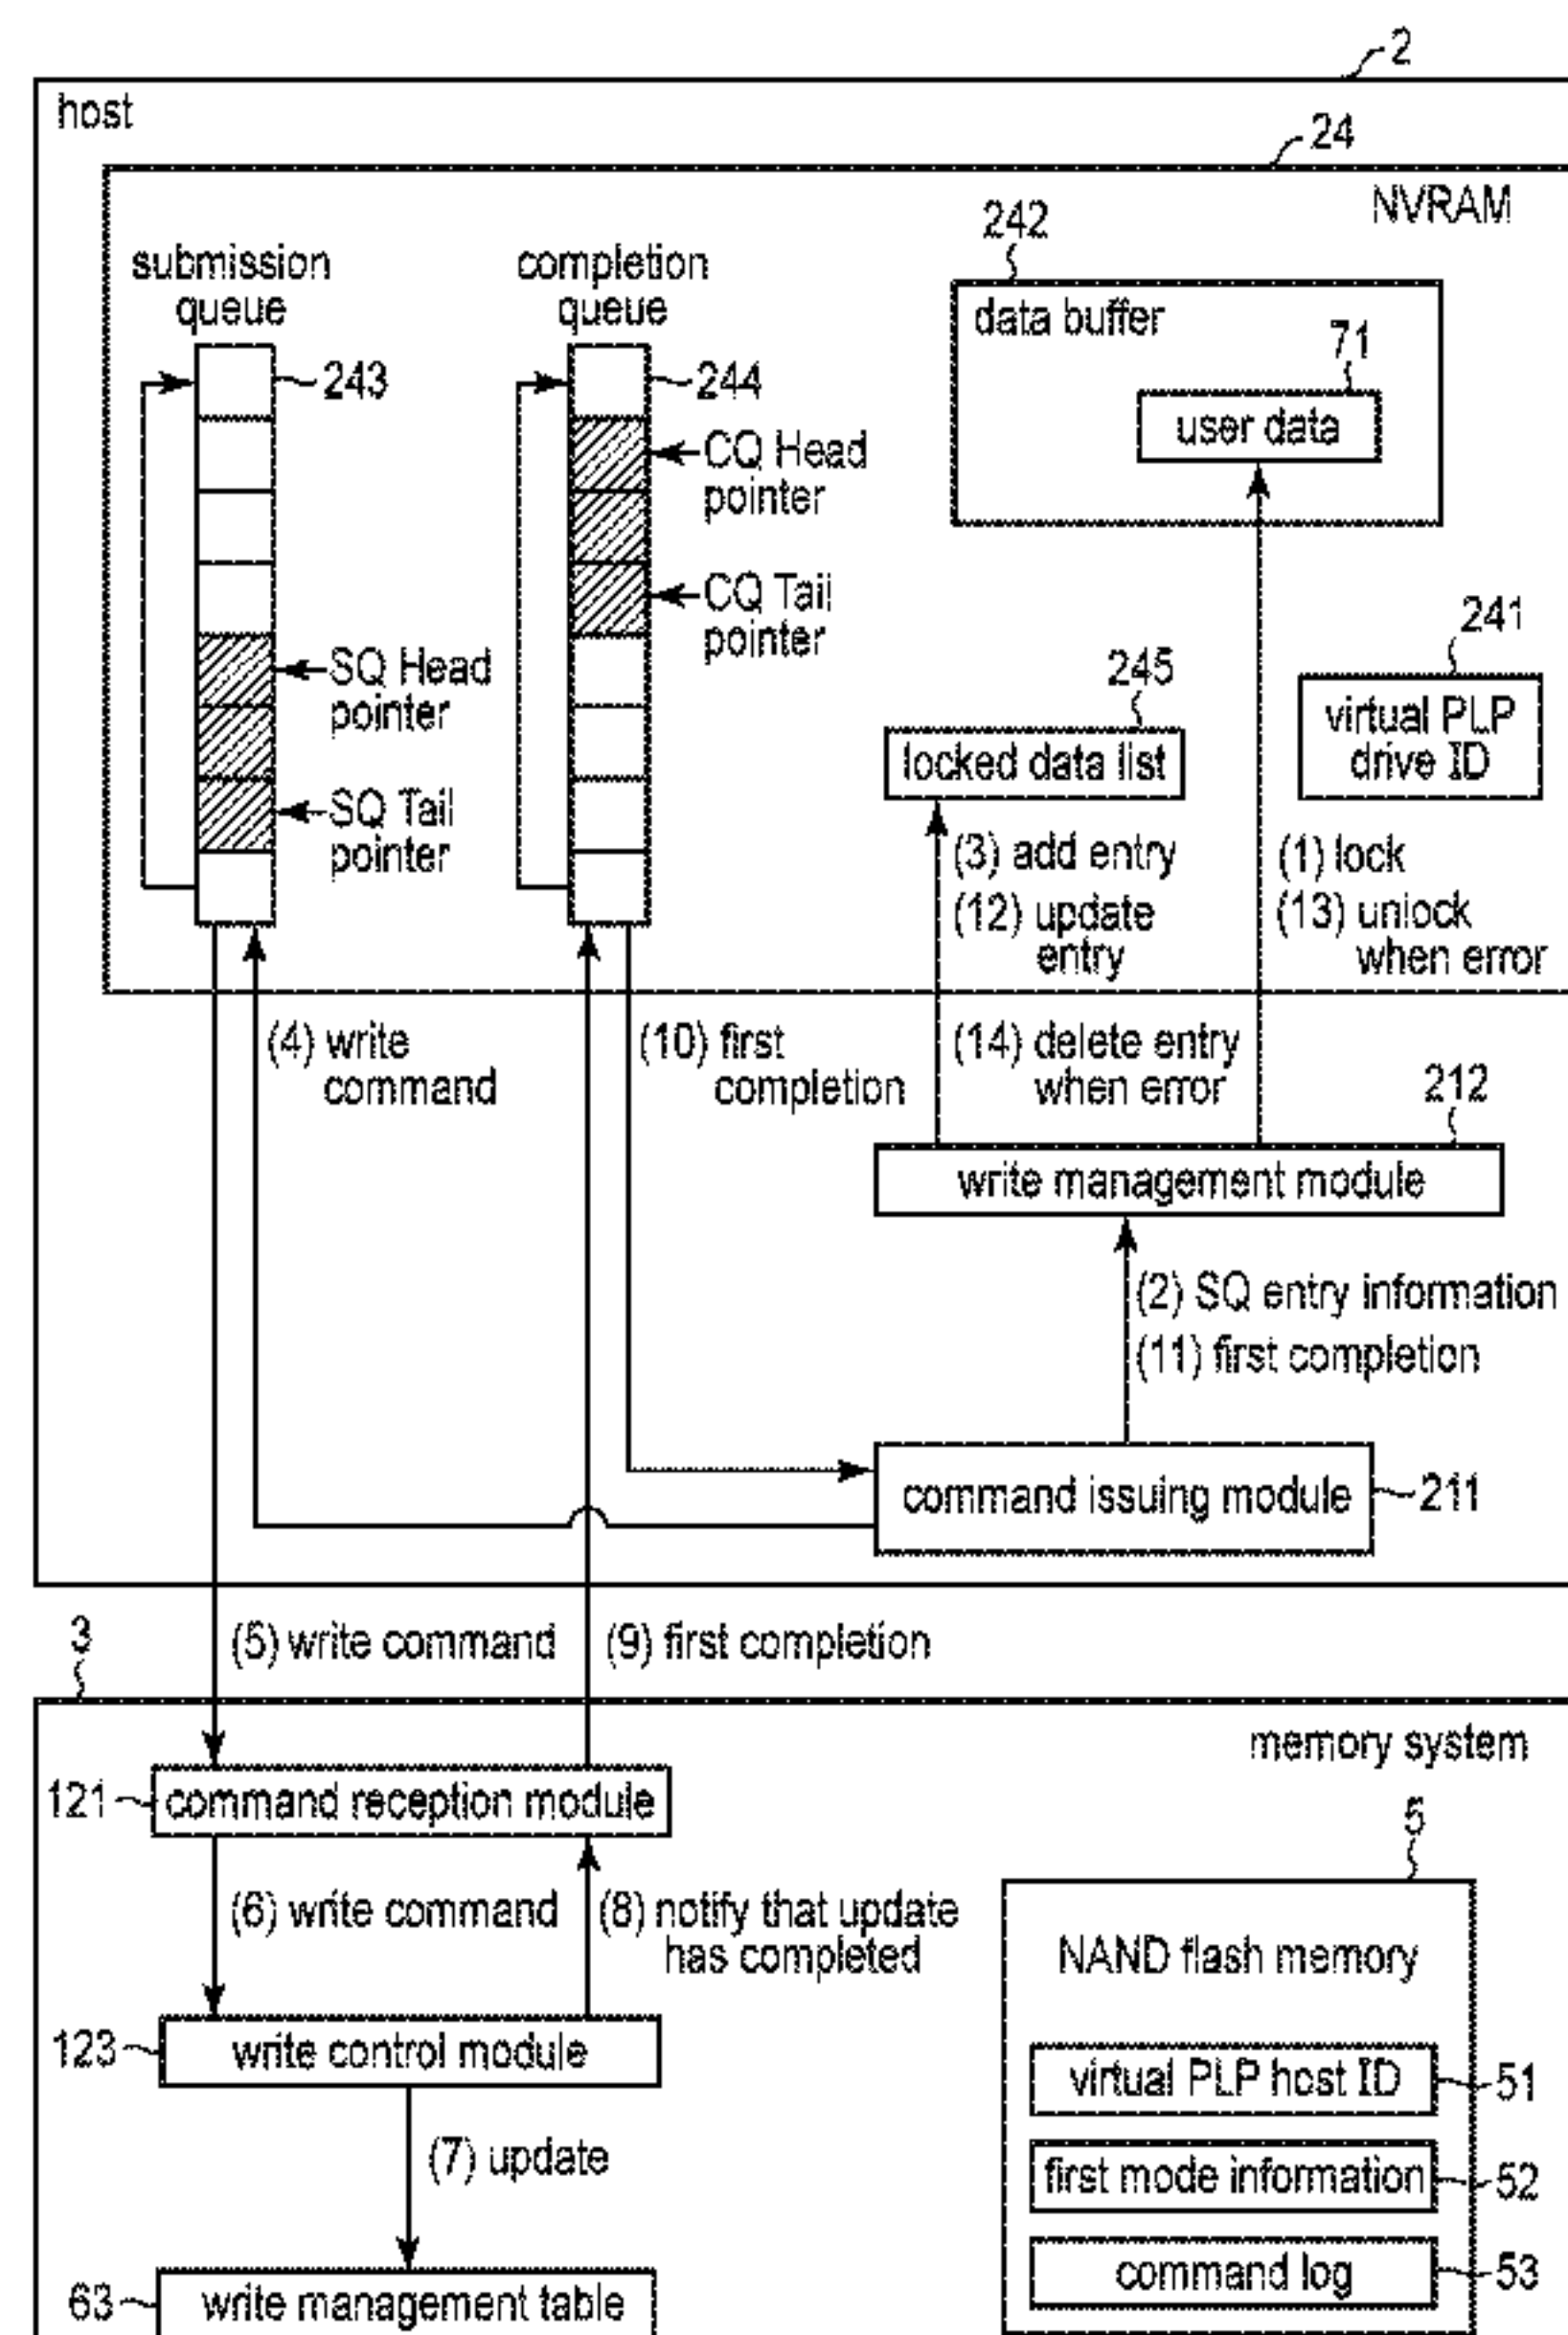 2
host
24
NVRAM
242
submission
queue
completion
queue
data buffer
71
user data
243
244
CQ Head
pointer
CQ Tail
pointer
241
virtual PLP
drive ID
245
locked data list
SQ Head
pointer
SQ Tail
pointer
(3) add entry
(12) update
entry
(1) lock
(13) unlock
when error
(4) write
command
(10) first
completion
(14) delete entry
when error
212
write management module
(2) SQ entry information
(11) first completion
command issuing module
211
3
(5) write command
(9) first completion
memory system
121
command reception module
5
(6) write command
(8) notify that update
has completed
NAND flash memory
123
write control module
virtual PLP host ID
51
(7) update
first mode information
52
command log
53
63
write management table